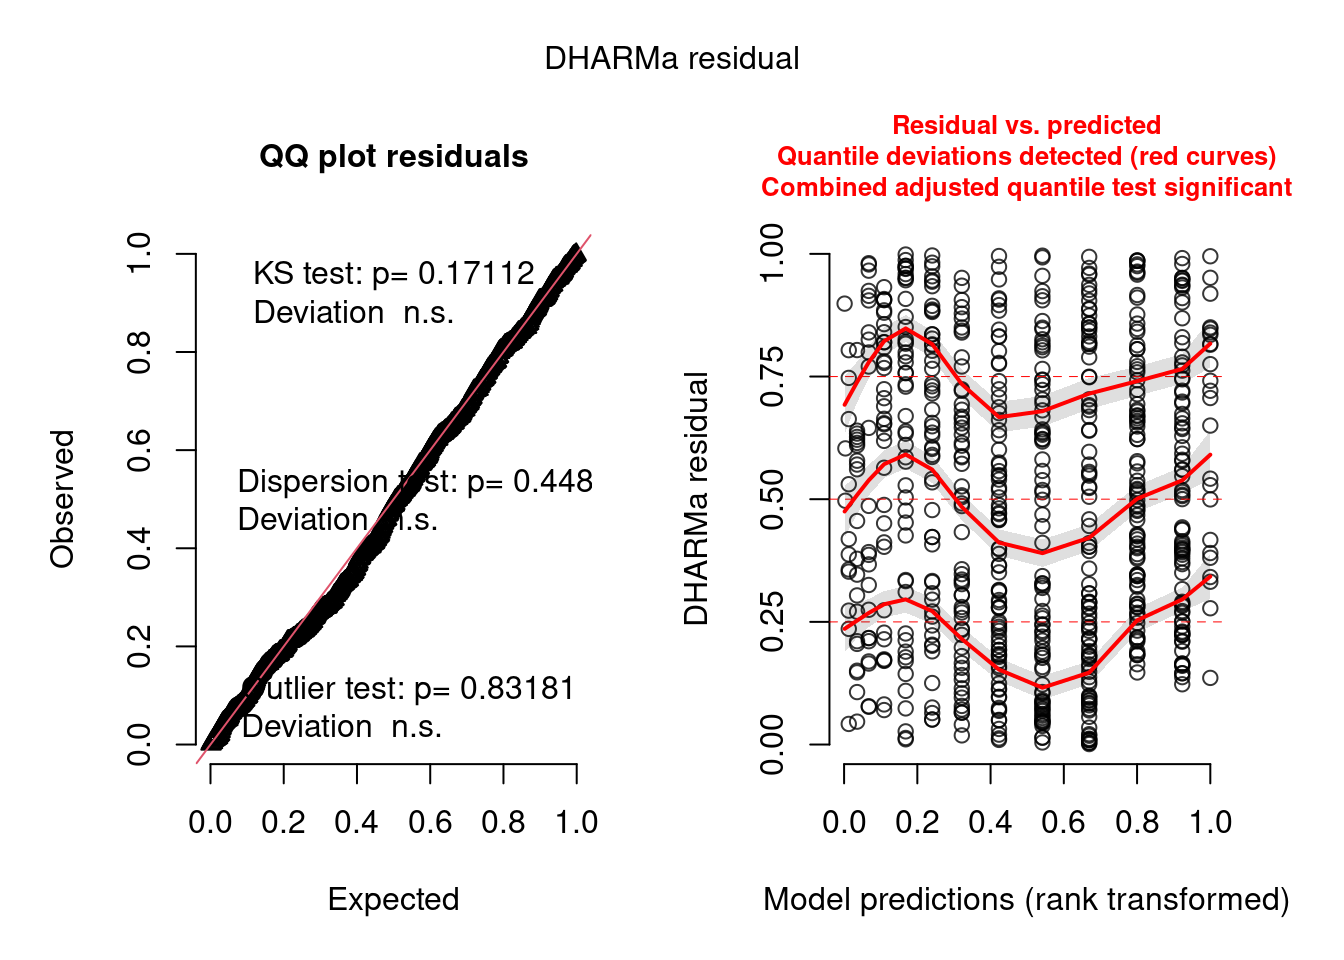 DHARMa residual
QQ plot residuals
KS test: p= 0.17112
Deviation  n.s.
Dispersion test: p= 0.448
Deviation  n.s.
Outlier test: p= 0.83181
Deviation  n.s.
Observed
0.0 0.2 0.4 0.6 0.8 1.0
0.0 0.2 0.4 0.6 0.8 1.0
Expected
Residual vs. predicted
Quantile deviations detected (red curves)
Combined adjusted quantile test significant
DHARMa residual
0.00 0.25 0.50 0.75 1.00
0.0 0.2 0.4 0.6 0.8 1.0
Model predictions (rank transformed)